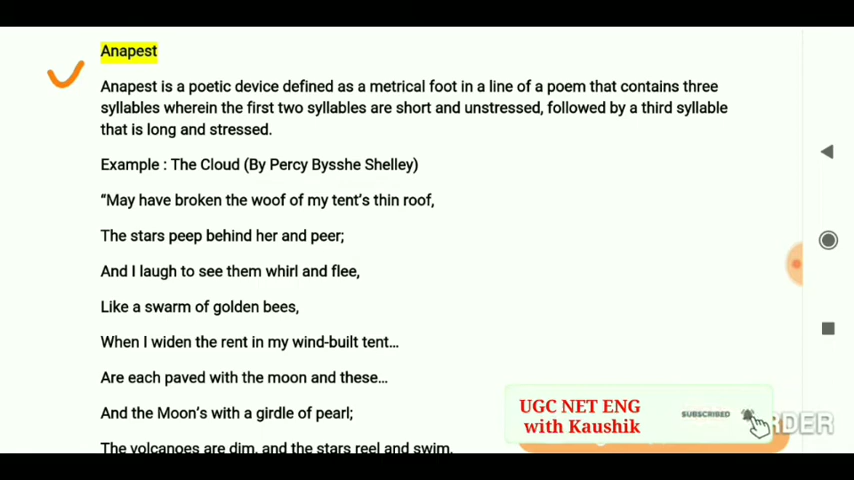 Anapest
Anapest is a poetic device defined as a metrical foot in a line of a poem that contains three
syllables wherein the first two syllables are short and unstressed, followed by a third syllable
that is long and stressed.
Example : The Cloud (By Percy Bysshe Shelley)
“May have broken the woof of my tent’s thin roof,
The stars peep behind her and peer;
And I laugh to see them whirl and flee,
Like a swarm of golden bees,
When I widen the rent in my wind-built tent...
Are each paved with the moon and these...
And the Moon’s with a girdle of pearl;
The volcanoes are dim, and the stars reel and swim.
UGC NET ENG
with Kaushik
SUBSCRIBED